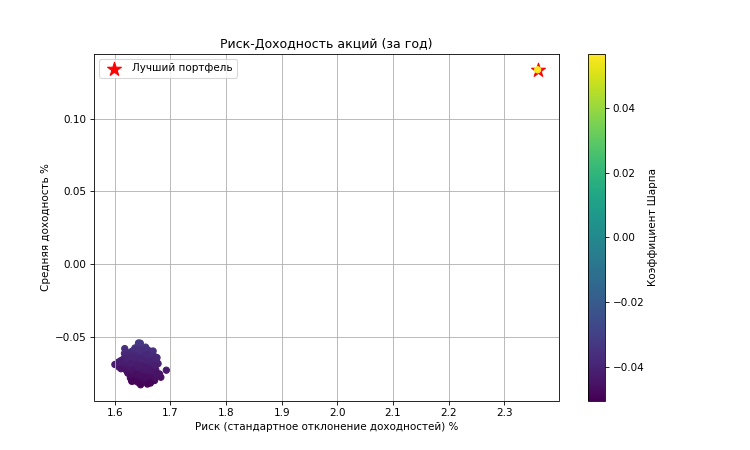 Риск-Доходность акций (за год)
Лучший портфель
Средняя доходность %
0.10
0.05
0.00
−0.05
1.6 1.7 1.8 1.9 2.0 2.1 2.2 2.3
Риск (стандартное отклонение доходностей) %
0.04
0.02
0.00
−0.02
−0.04
Коэффициент Шарпа